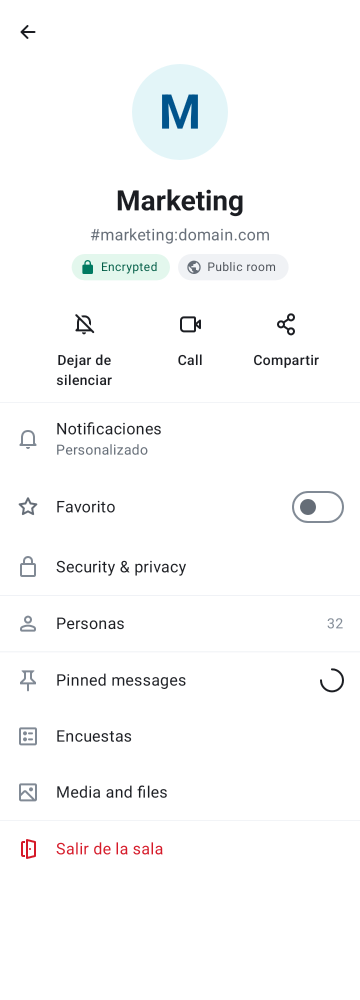 M
Marketing
#marketing:domain.com
Encrypted
Public room
Dejar de
silenciar
Call
Compartir
Notificaciones
Personalizado
Favorito
Security & privacy
Personas
32
Pinned messages
Encuestas
Media and files
Salir de la sala